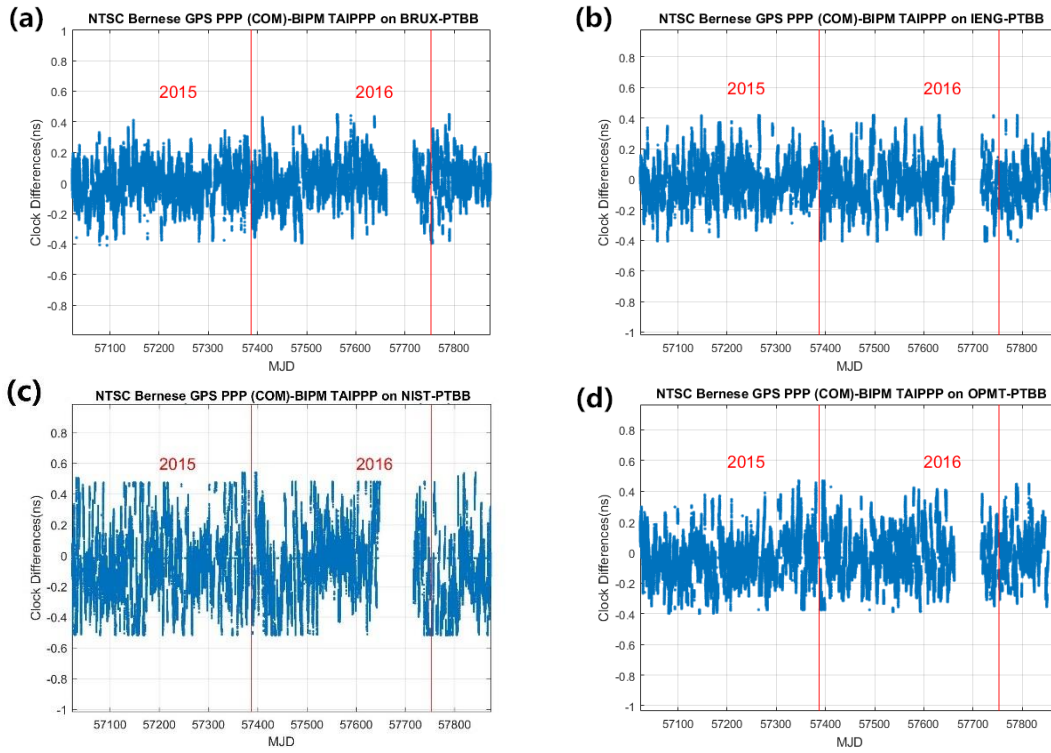 (a)
NTSC Bernese GPS PPP (COM)-BIPM TAIPPP on BRUX-PTBB
1
0.8
0.6
0.4
0.2
0
-0.2
-0.4
-0.6
-0.8
Clock Differences(ns)
2015
2016
57100 57200 57300 57400 57500 57600 57700 57800
MJD
(b)
NTSC Bernese GPS PPP (COM)-BIPM TAIPPP on IENG-PTBB
0.8
0.6
0.4
0.2
0
-0.2
-0.4
-0.6
-0.8
-1
Clock Differences(ns)
2015
2016
57100 57200 57300 57400 57500 57600 57700 57800
MJD
(c)
NTSC Bernese GPS PPP (COM)-BIPM TAIPPP on NIST-PTBB
0.8
0.6
0.4
0.2
0
-0.2
-0.4
-0.6
-0.8
-1
Clock Differences(ns)
2015
2016
57100 57200 57300 57400 57500 57600 57700 57800
MJD
(d)
NTSC Bernese GPS PPP (COM)-BIPM TAIPPP on OPMT-PTBB
0.8
0.6
0.4
0.2
0
-0.2
-0.4
-0.6
-0.8
-1
Clock Differences(ns)
2015
2016
57100 57200 57300 57400 57500 57600 57700 57800
MJD